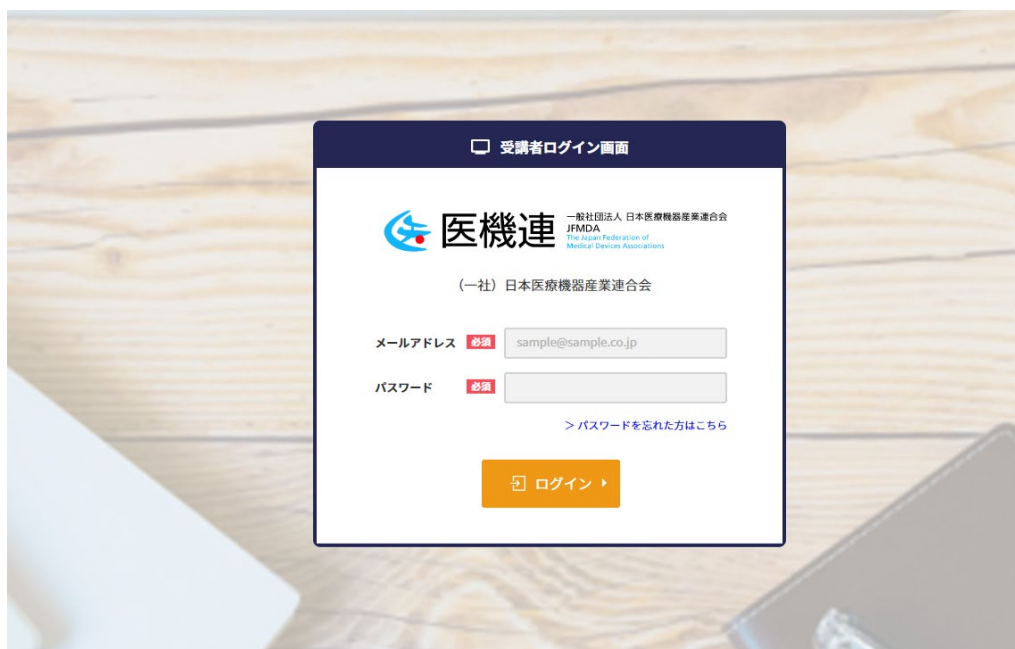 受講者ログイン画面
医機連
一般社団法人 日本医療機器産業連合会
JFMDA
The Japan Federation of
Medical Devices Associations
（一社）日本医療機器産業連合会
メールアドレス 必須 sample@sample.co.jp
パスワード 必須
＞パスワードを忘れた方はこちら
ログイン